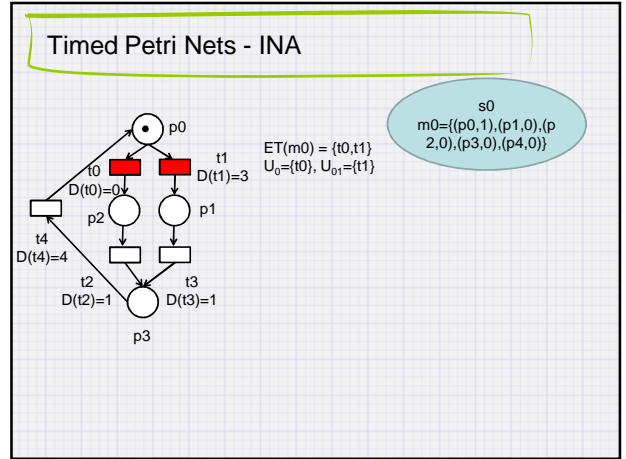 Timed Petri Nets - INA
s0
m0={(p0,1),(p1,0),(p
2,0),(p3,0),(p4,0)}
p0
ET(m0) = {t0,t1}
U₀={t0}, U₀₁={t1}
t1
D(t1)=3
t0
D(t0)=0
p2
p1
t4
D(t4)=4
t2
D(t2)=1
t3
D(t3)=1
p3